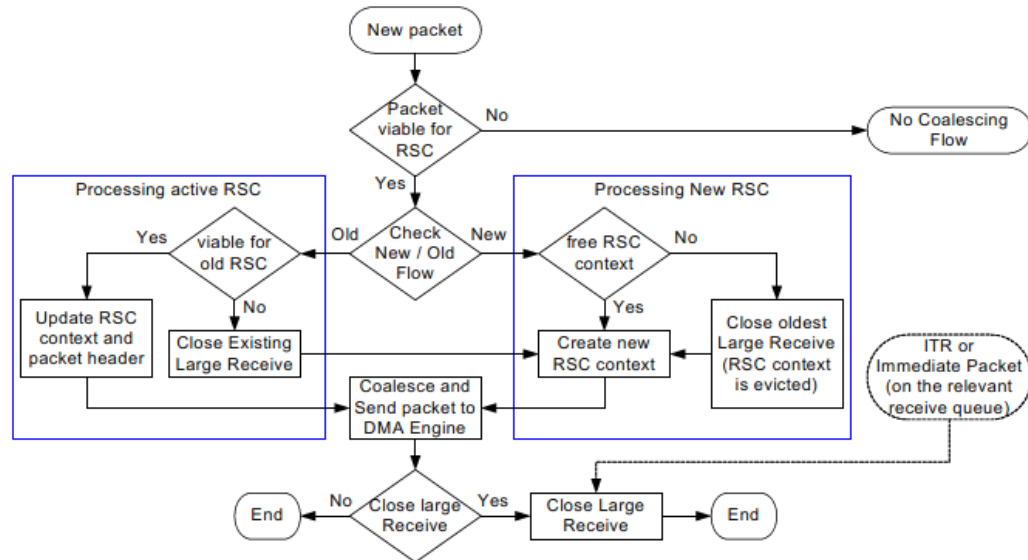 New packet
Packet
viable for
RSC
No
No Coalescing
Flow
Yes
Processing active RSC
Processing New RSC
Yes
viable for
old RSC
Old
Check
New / Old
Flow
New
free RSC
context
No
No
Yes
Update RSC
context and
packet header
Close Existing
Large Receive
Create new
RSC context
Close oldest
Large Receive
(RSC context
is evicted)
ITR or
Immediate Packet
(on the relevant
receive queue)
Coalesce and
Send packet to
DMA Engine
End
No
Close large
Receive
Yes
Close Large
Receive
End